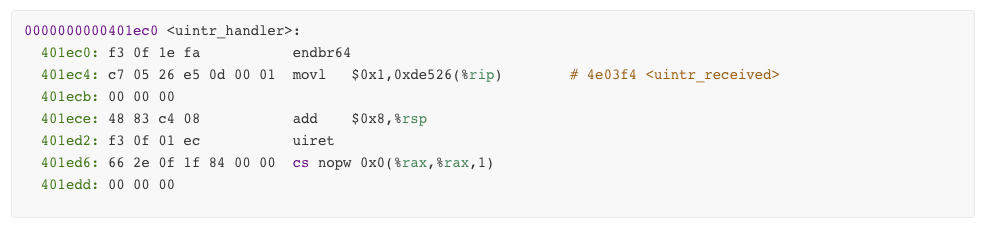 0000000000401ec0 <uintr_handler>:
401ec0: f3 0f 1e fa endbr64
401ec4: c7 05 26 e5 0d 00 01 movl $0x1,0xde526(%rip) # 4e03f4 <uintr_received>
401ecb: 00 00 00
401ece: 48 83 c4 08 add $0x8,%rsp
401ed2: f3 0f 01 ec uiret
401ed6: 66 2e 0f 1f 84 00 00 cs nopw 0x0(%rax,%rax,1)
401edd: 00 00 00